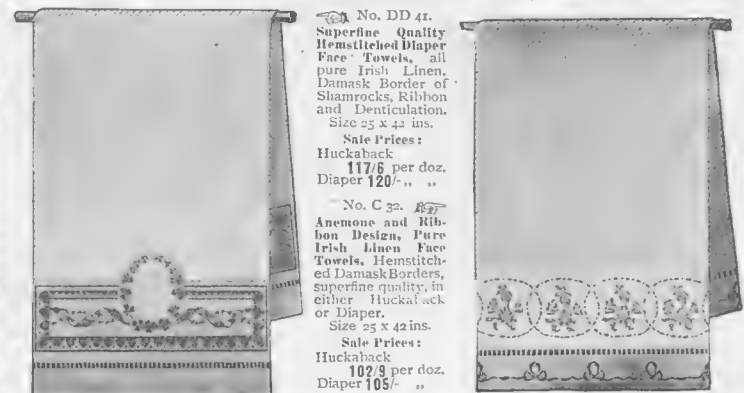 No. DD 41.
Superfine Quality
Hemstitched Diaper
Face Towels, all
pure Irish Linen,
Damask Border of
Shamrocks, Ribbon
and Denticulation.
Size 25 x 42 ins.
Sale Prices:
Huckaback
117/6 per doz.
Diaper 120/- „ „
No. C 32.
Anemone and Rib-
bon Design, Pure
Irish Linen Face
Towels, Hemstitch-
ed Damask Borders,
superfine quality, in
either Huckaback
or Diaper.
Size 25 x 42 ins.
Sale Prices:
Huckaback
102/9 per doz.
Diaper 105/- „